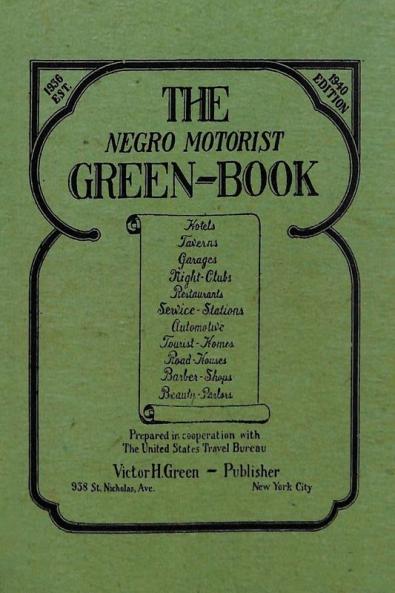 1936
EST.
1940
EDITION
THE
NEGRO MOTORIST
GREEN-BOOK
Hotels
Taverns
Garages
Night-Clubs
Restaurants
Service-Stations
Automotive
Tourist-Homes
Road-Houses
Barber-Shops
Beauty-Parlors
Prepared in cooperation with
The United States Travel Bureau
Victor H. Green — Publisher
938 St. Nicholas, Ave. New York City